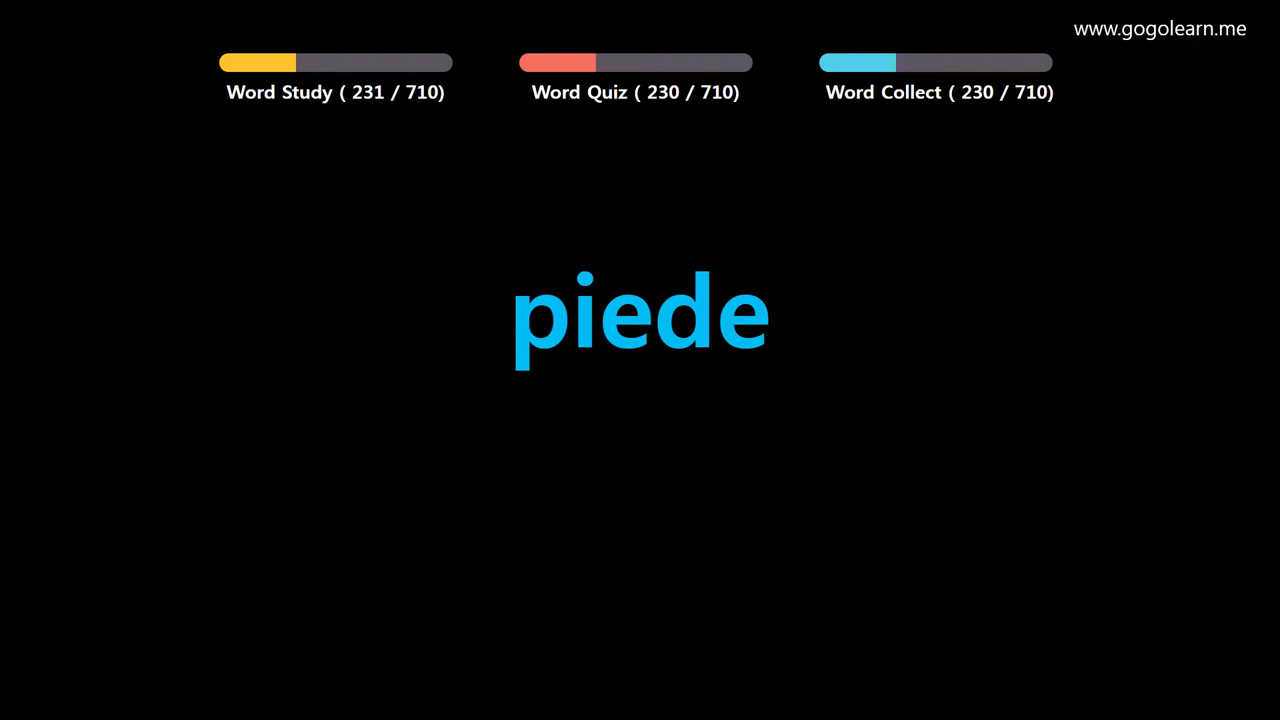 www.gogolearn.me
Word Study ( 231 / 710)
Word Quiz ( 230 / 710)
Word Collect ( 230 / 710)
piede